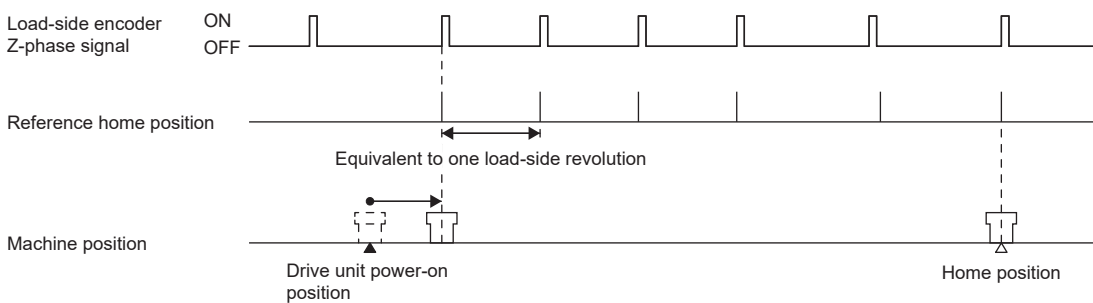 Load-side encoder ON
Z-phase signal OFF
Reference home position
Equivalent to one load-side revolution
Machine position
Drive unit power-on
position
Home position